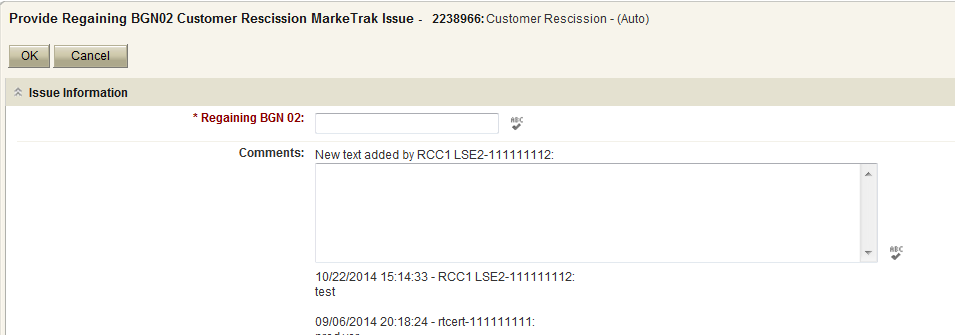 Provide Regaining BGN02 Customer Rescission MarkeTrak Issue - 2238966: Customer Rescission - (Auto)
OK Cancel
Issue Information
* Regaining BGN 02:
ABC
Comments: New text added by RCC1 LSE2-111111112:
ABC
10/22/2014 15:14:33 - RCC1 LSE2-111111112:
test
09/06/2014 20:18:24 - rtcert-111111111: